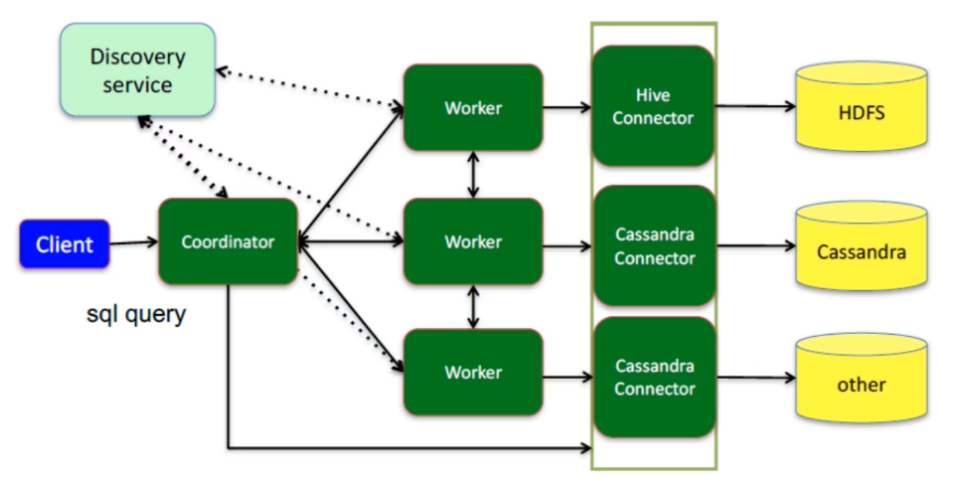 Discovery
service
Worker
Hive
Connector
HDFS
Client
Coordinator
Worker
Cassandra
Connector
Cassandra
sql query
Worker
Cassandra
Connector
other